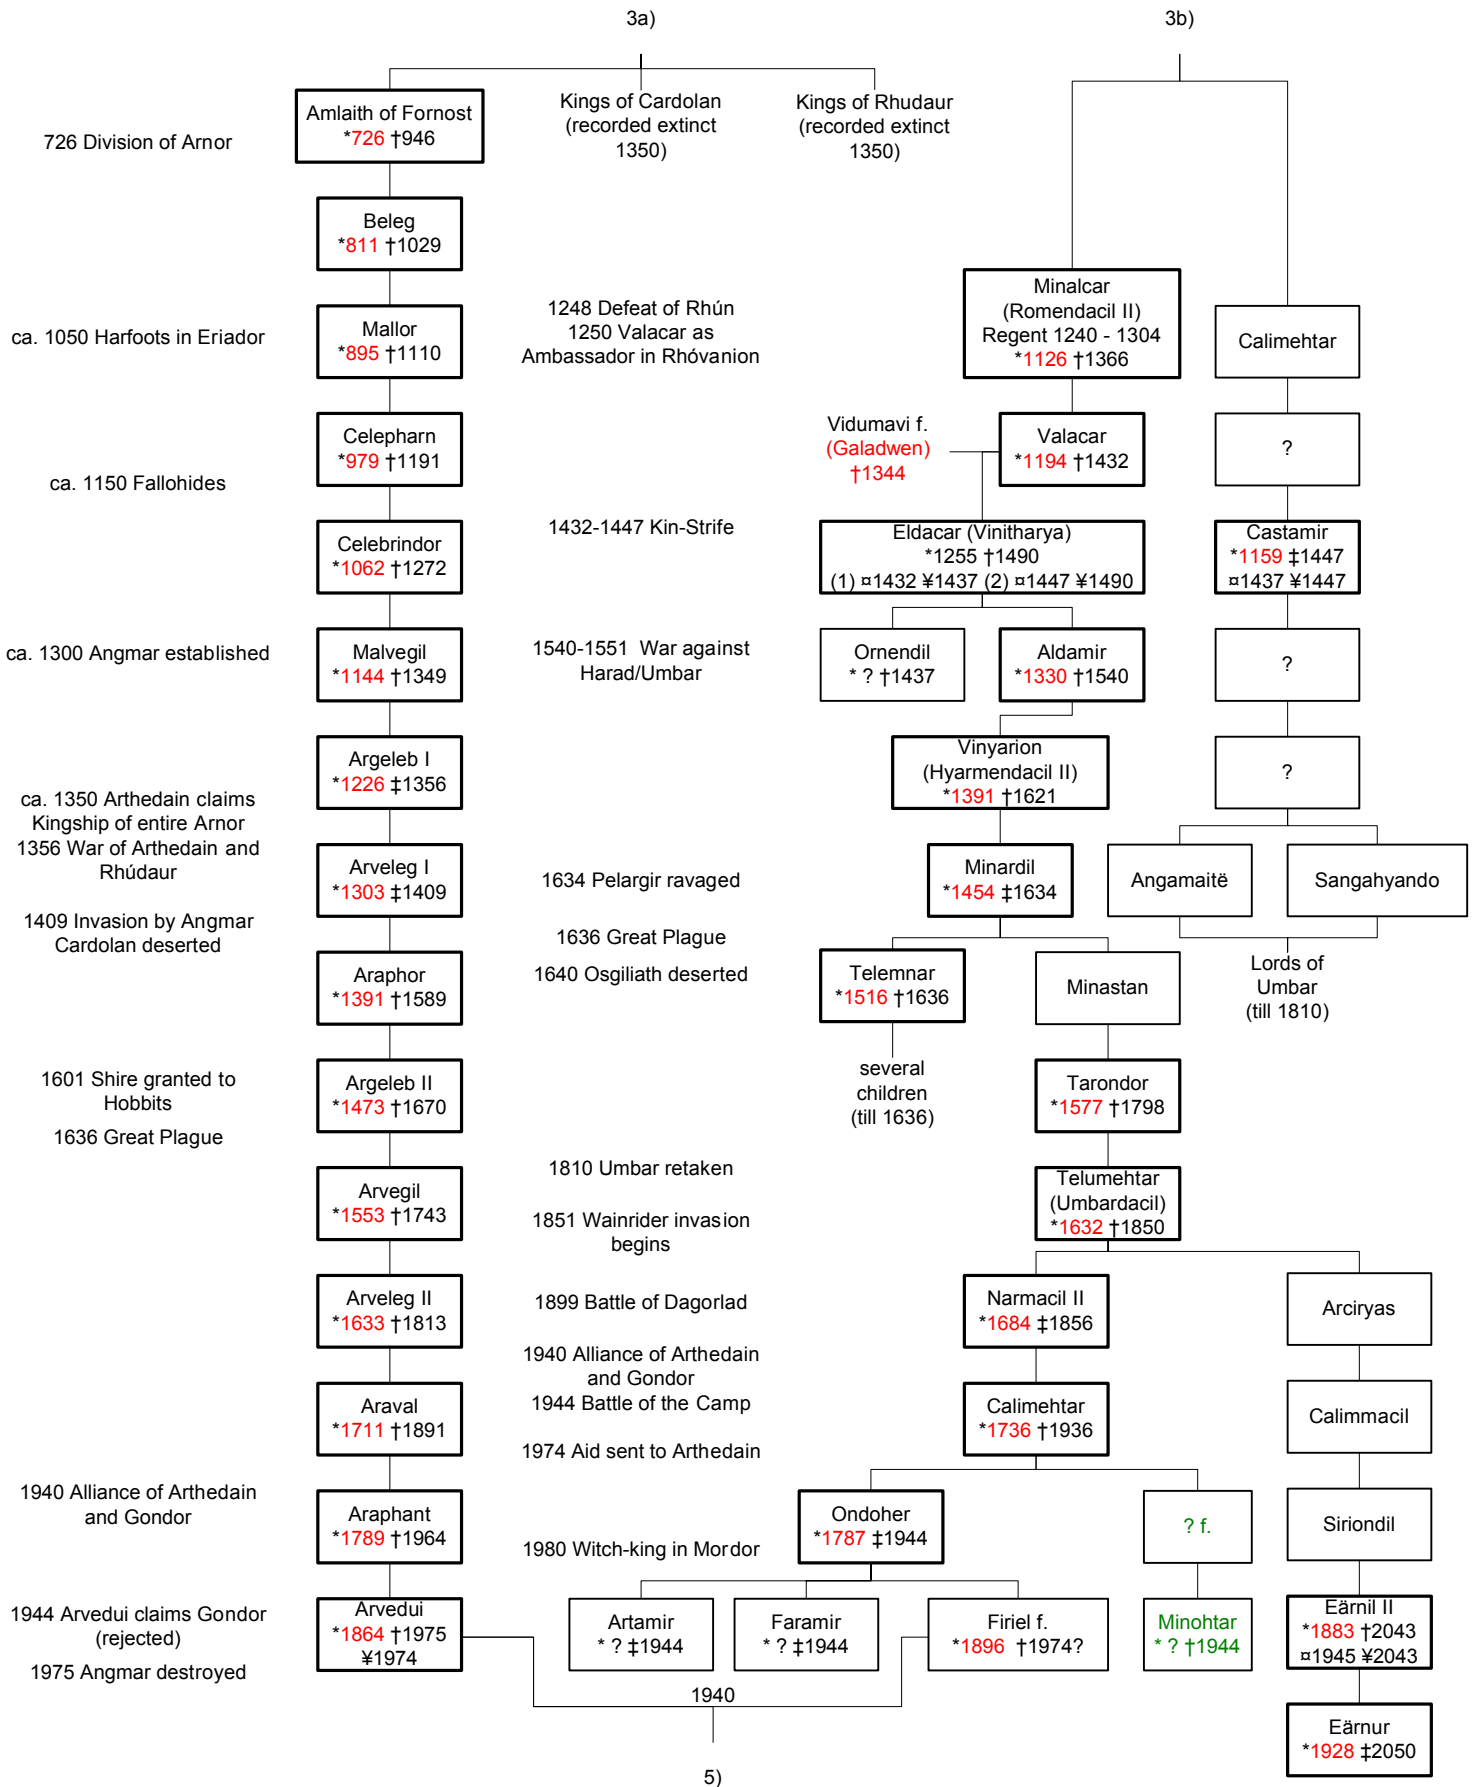 3a)
3b)
Amlaith of Fornost
*726 †946
Kings of Cardolan
(recorded extinct
1350)
Kings of Rhudaur
(recorded extinct
1350)
726 Division of Arnor
Beleg
*811 †1029
ca. 1050 Harfoots in Eriador
Mallor
*895 †1110
1248 Defeat of Rhún
1250 Valacar as
Ambassador in Rhóvanion
Minalcar
(Romendacil II)
Regent 1240 - 1304
*1126 †1366
Calimehtar
Celepharn
*979 †1191
Vidumavi f.
(Galadwen)
†1344
Valacar
*1194 †1432
?
ca. 1150 Fallohides
Celebrindor
*1062 †1272
1432-1447 Kin-Strife
Eldacar (Vinitharya)
*1255 †1490
(1) ¤1432 ¥1437 (2) ¤1447 ¥1490
Castamir
*1159 ‡1447
¤1437 ¥1447
ca. 1300 Angmar established
Malvegil
*1144 †1349
1540-1551 War against
Harad/Umbar
Ornendil
* ? †1437
Aldamir
*1330 †1540
?
Argeleb I
*1226 ‡1356
Vinyarion
(Hyarmendacil II)
*1391 †1621
?
ca. 1350 Arthedain claims
Kingship of entire Arnor
1356 War of Arthedain and
Rhúdaur
Arveleg I
*1303 ‡1409
1634 Pelargir ravaged
Minardil
*1454 ‡1634
Angamaitë
Sangahyando
1409 Invasion by Angmar
Cardolan deserted
1636 Great Plague
1640 Osgiliath deserted
Araphor
*1391 †1589
Telemnar
*1516 †1636
Minastan
Lords of
Umbar
(till 1810)
1601 Shire granted to
Hobbits
1636 Great Plague
Argeleb II
*1473 †1670
several
children
(till 1636)
Tarondor
*1577 †1798
Arvegil
*1553 †1743
1810 Umbar retaken
1851 Wainrider invasion
begins
Telumehtar
(Umbardacil)
*1632 †1850
Arveleg II
*1633 †1813
1899 Battle of Dagorlad
Narmacil II
*1684 ‡1856
Arciryas
1940 Alliance of Arthedain
and Gondor
1944 Battle of the Camp
Araval
*1711 †1891
Calimehtar
*1736 †1936
Calimmacil
1974 Aid sent to Arthedain
1940 Alliance of Arthedain
and Gondor
Araphant
*1789 †1964
1980 Witch-king in Mordor
Ondoher
*1787 ‡1944
? f.
Siriondil
1944 Arvedui claims Gondor
(rejected)
1975 Angmar destroyed
Arvedui
*1864 †1975
¥1974
Artamir
* ? ‡1944
Faramir
* ? ‡1944
Firiel f.
*1896 †1974?
Minohtar
* ? †1944
Eärnil II
*1883 †2043
¤1945 ¥2043
1940
Eärnur
*1928 ‡2050
5)